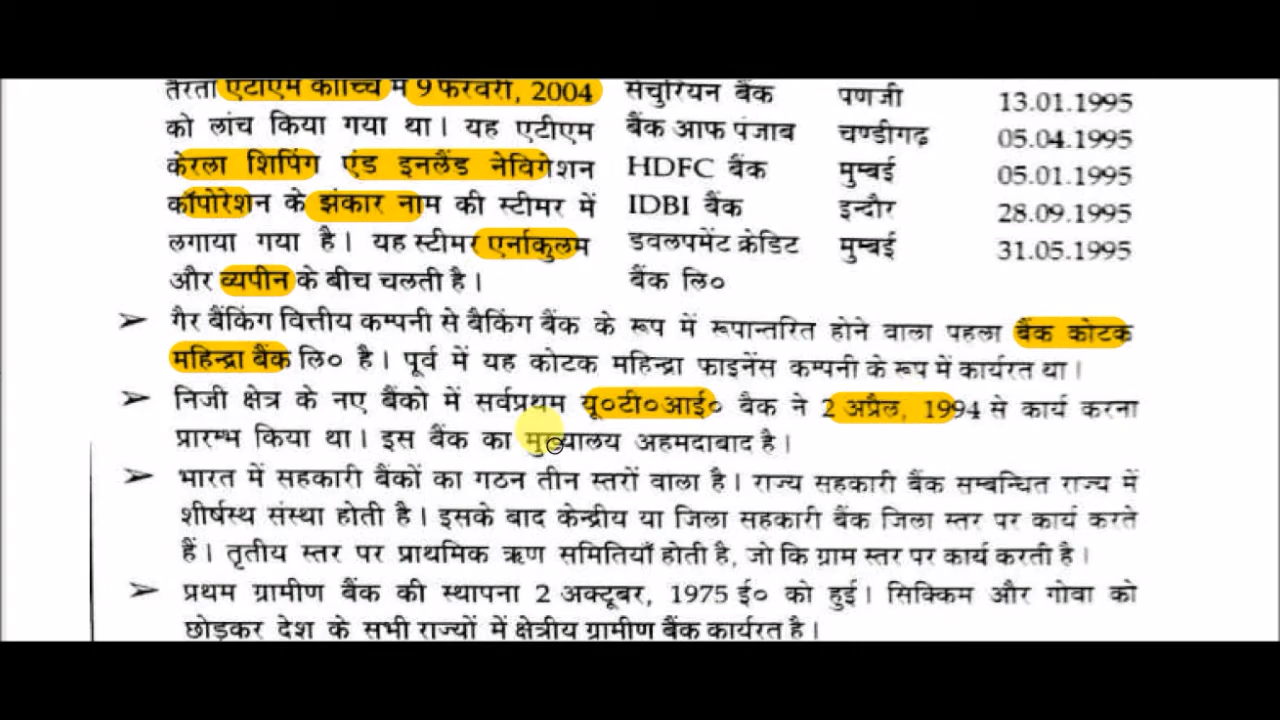 तैरता एटीएम कोच्चि में 9 फरवरी, 2004
को लांच किया गया था। यह एटीएम
केरला शिपिंग एंड इनलैंड नेविगेशन
कॉपोरेशन के झंकार नाम की स्टीमर में
लगाया गया है। यह स्टीमर एर्नाकुलम
और व्यपीन के बीच चलती है।
सेंचुरियन बैंक पणजी 13.01.1995
बैंक आफ पंजाब चण्डीगढ़ 05.04.1995
HDFC बैंक मुम्बई 05.01.1995
IDBI बैंक इन्दौर 28.09.1995
डवलपमेंट क्रेडिट मुम्बई 31.05.1995
बैंक लि०
➢ गैर बैंकिंग वित्तीय कम्पनी से बैकिंग बैंक के रूप में रूपान्तरित होने वाला पहला बैंक कोटक
महिन्द्रा बैंक लि० है। पूर्व में यह कोटक महिन्द्रा फाइनेंस कम्पनी के रूप में कार्यरत था।
➢ निजी क्षेत्र के नए बैंको में सर्वप्रथम यू०टी०आई० बैक ने 2 अप्रैल, 1994 से कार्य करना
प्रारम्भ किया था। इस बैंक का मुख्यालय अहमदाबाद है।
➢ भारत में सहकारी बैंकों का गठन तीन स्तरों वाला है। राज्य सहकारी बैंक सम्बन्धित राज्य में
शीर्षस्थ संस्था होती है। इसके बाद केन्द्रीय या जिला सहकारी बैंक जिला स्तर पर कार्य करते
हैं। तृतीय स्तर पर प्राथमिक ऋण समितियाँ होती है, जो कि ग्राम स्तर पर कार्य करती है।
➢ प्रथम ग्रामीण बैंक की स्थापना 2 अक्टूबर, 1975 ई० को हुई। सिक्किम और गोवा को
छोड़कर देश के सभी राज्यों में क्षेत्रीय ग्रामीण बैंक कार्यरत है।